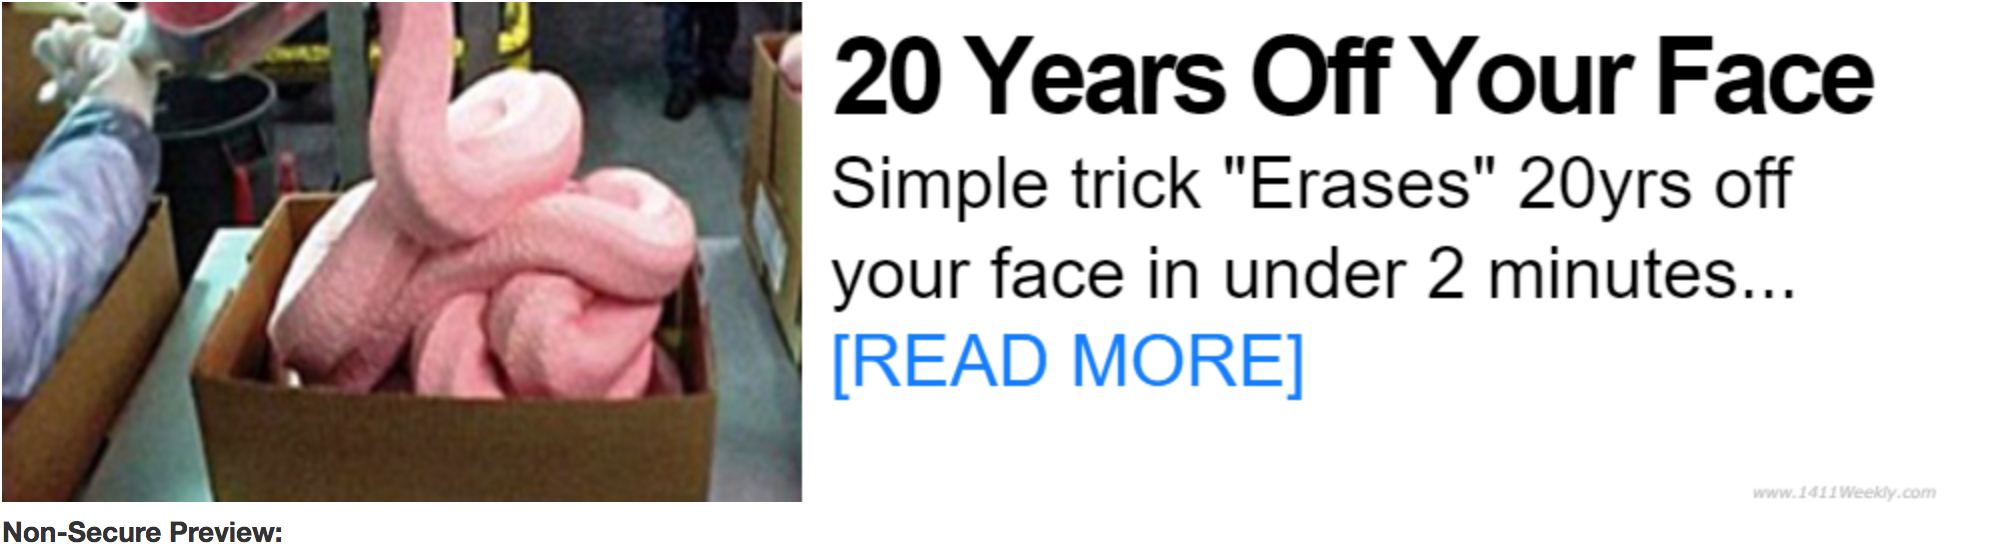 20 Years Off Your Face
Simple trick "Erases" 20yrs off
your face in under 2 minutes...
[READ MORE]
www.1411Weekly.com
Non-Secure Preview: